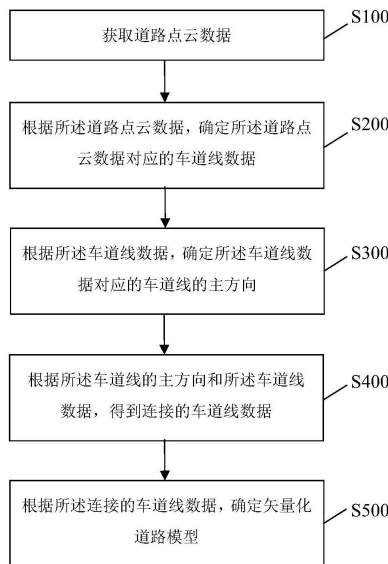 获取道路点云数据
S100
根据所述道路点云数据，确定所述道路点
云数据对应的车道线数据
S200
根据所述车道线数据，确定所述车道线数
据对应的车道线的主方向
S300
根据所述车道线的主方向和所述车道线
数据，得到连接的车道线数据
S400
根据所述连接的车道线数据，确定矢量化
道路模型
S500